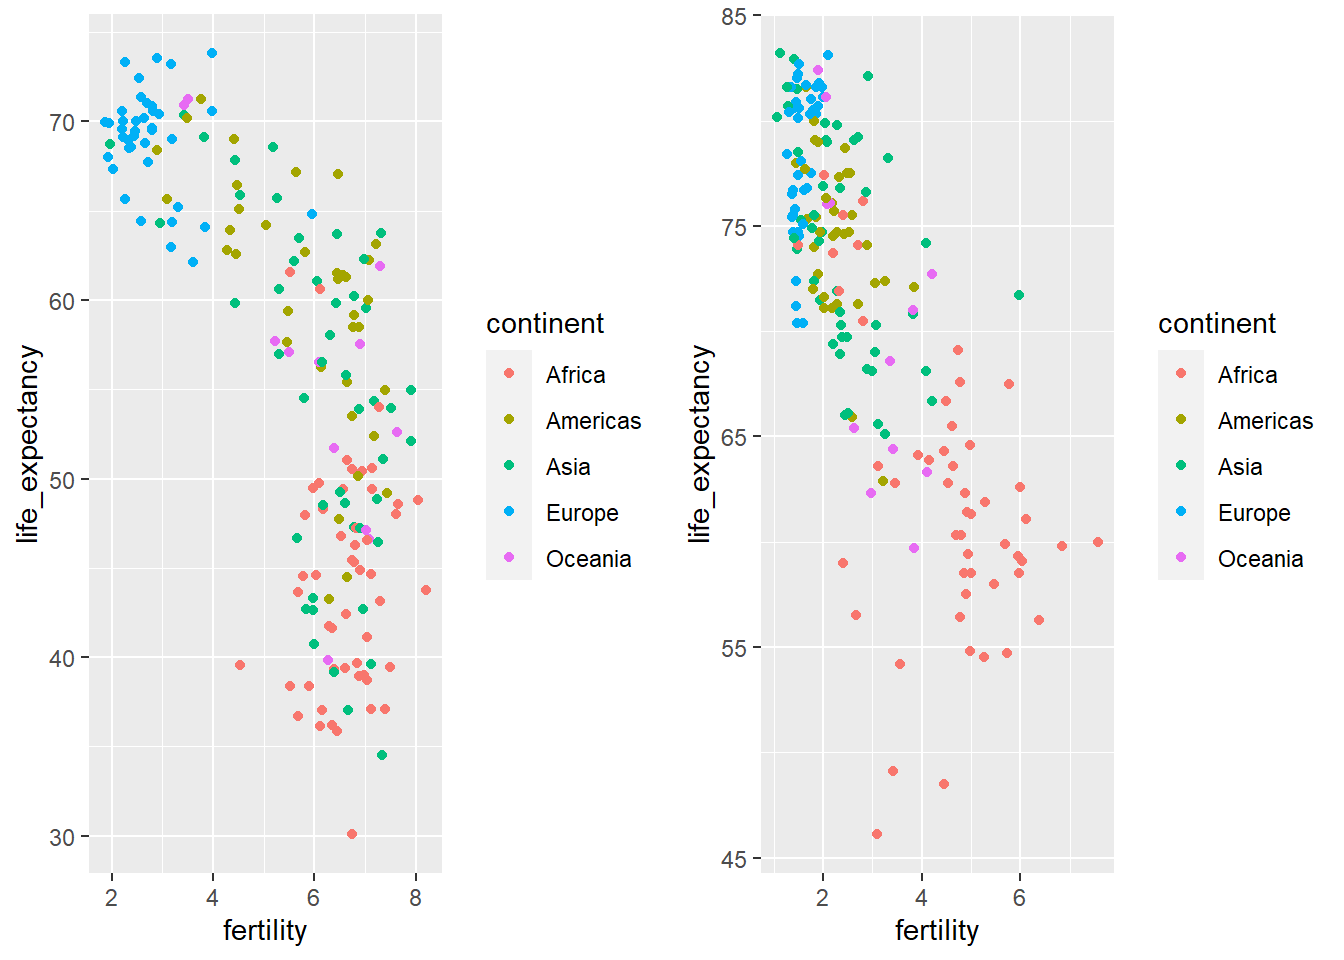 70
60
50
40
30
life_expectancy
2
4
6
8
fertility
continent
Africa
Americas
Asia
Europe
Oceania
85
75
65
55
45
life_expectancy
2
4
6
fertility
continent
Africa
Americas
Asia
Europe
Oceania